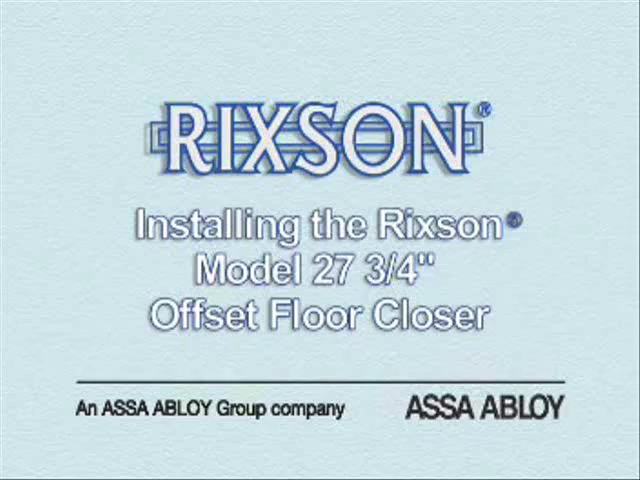 RIXSON®
Installing the Rixson®
Model 27 3/4"
Offset Floor Closer
An ASSA ABLOY Group company
ASSA ABLOY